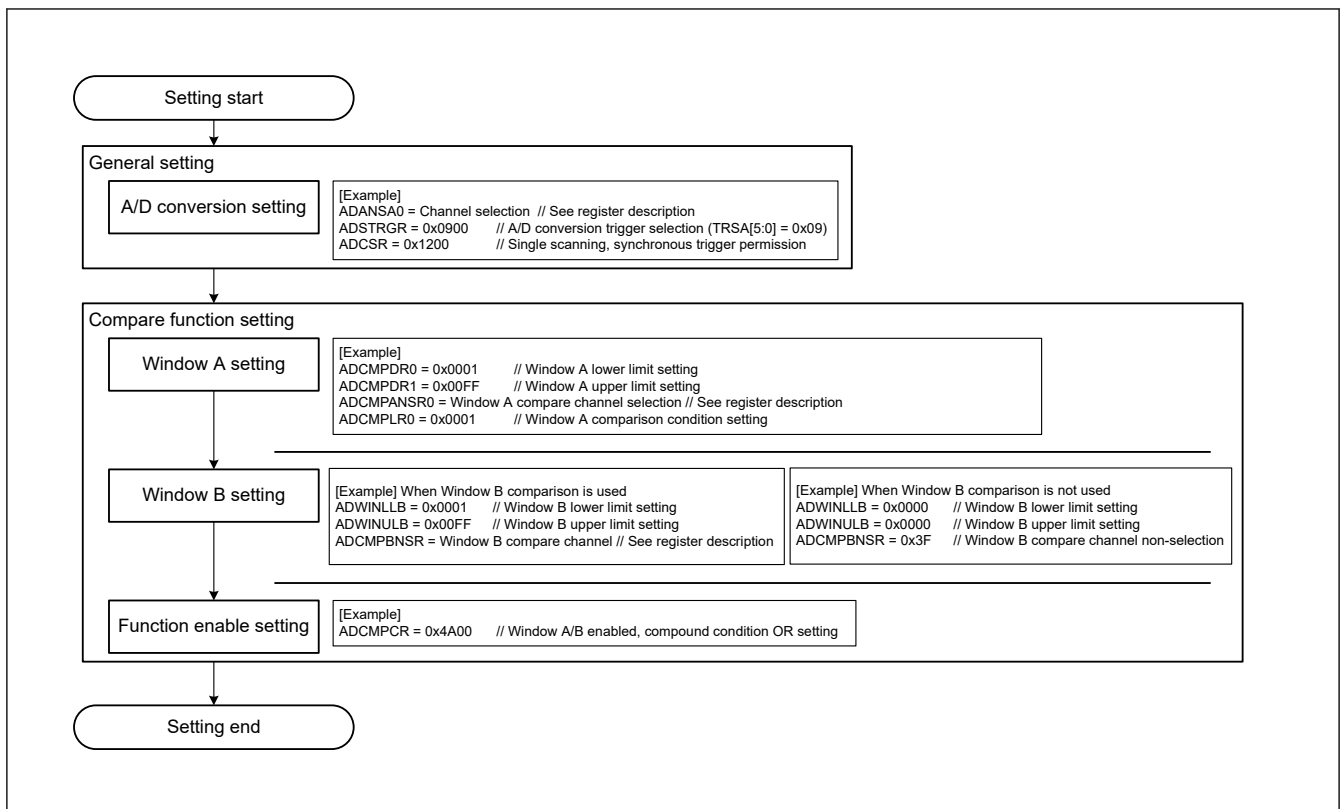 Setting start
General setting
A/D conversion setting
[Example]
ADANSA0 = Channel selection // See register description
ADSTRGR = 0x0900 // A/D conversion trigger selection (TRSA[5:0] = 0x09)
ADCSR = 0x1200 // Single scanning, synchronous trigger permission
Compare function setting
Window A setting
[Example]
ADCMPDR0 = 0x0001 // Window A lower limit setting
ADCMPDR1 = 0x00FF // Window A upper limit setting
ADCMPANSR0 = Window A compare channel selection // See register description
ADCMPLR0 = 0x0001 // Window A comparison condition setting
Window B setting
[Example] When Window B comparison is used
ADWINLLB = 0x0001 // Window B lower limit setting
ADWINULB = 0x00FF // Window B upper limit setting
ADCMPBNSR = Window B compare channel // See register description
[Example] When Window B comparison is not used
ADWINLLB = 0x0000 // Window B lower limit setting
ADWINULB = 0x0000 // Window B upper limit setting
ADCMPBNSR = 0x3F // Window B compare channel non-selection
Function enable setting
[Example]
ADCMPCR = 0x4A00 // Window A/B enabled, compound condition OR setting
Setting end